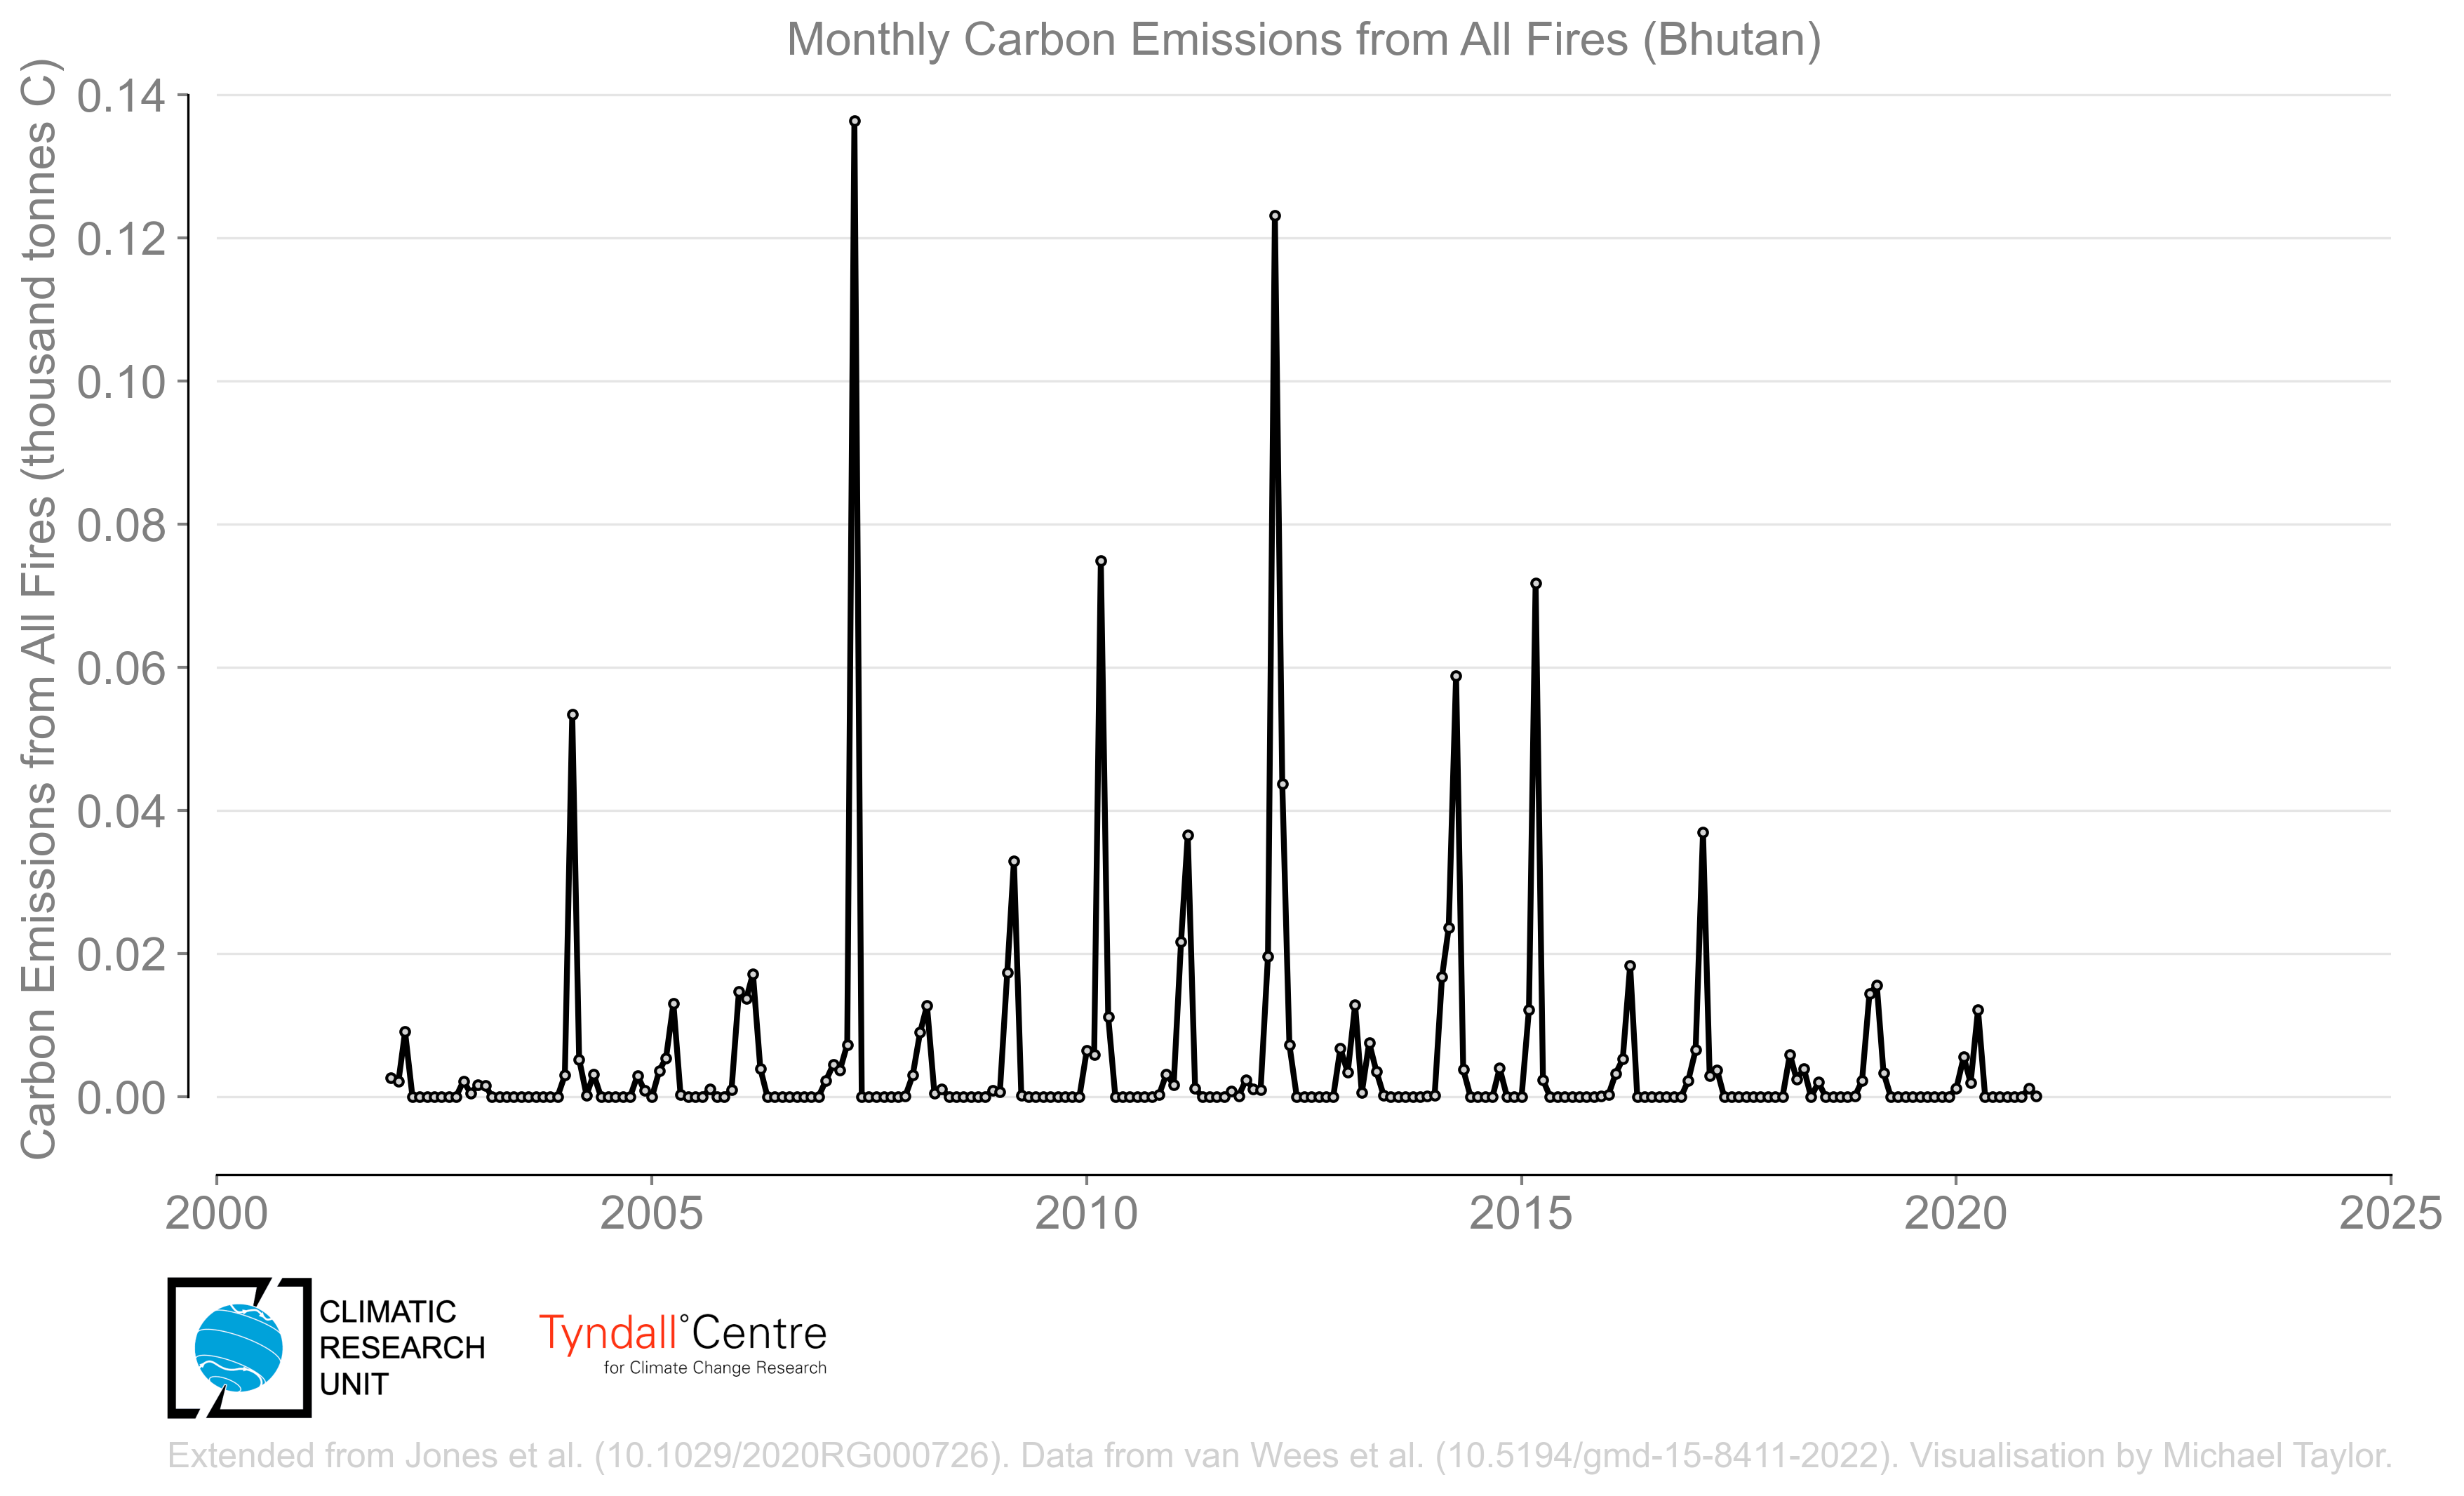 Monthly Carbon Emissions from All Fires (Bhutan)
Carbon Emissions from All Fires (thousand tonnes C)
0.14
0.12
0.10
0.08
0.06
0.04
0.02
0.00
2000
2005
2010
2015
2020
2025
CLIMATIC
RESEARCH
UNIT
Tyndall°Centre
for Climate Change Research
Extended from Jones et al. (10.1029/2020RG000726). Data from van Wees et al. (10.5194/gmd-15-8411-2022). Visualisation by Michael Taylor.